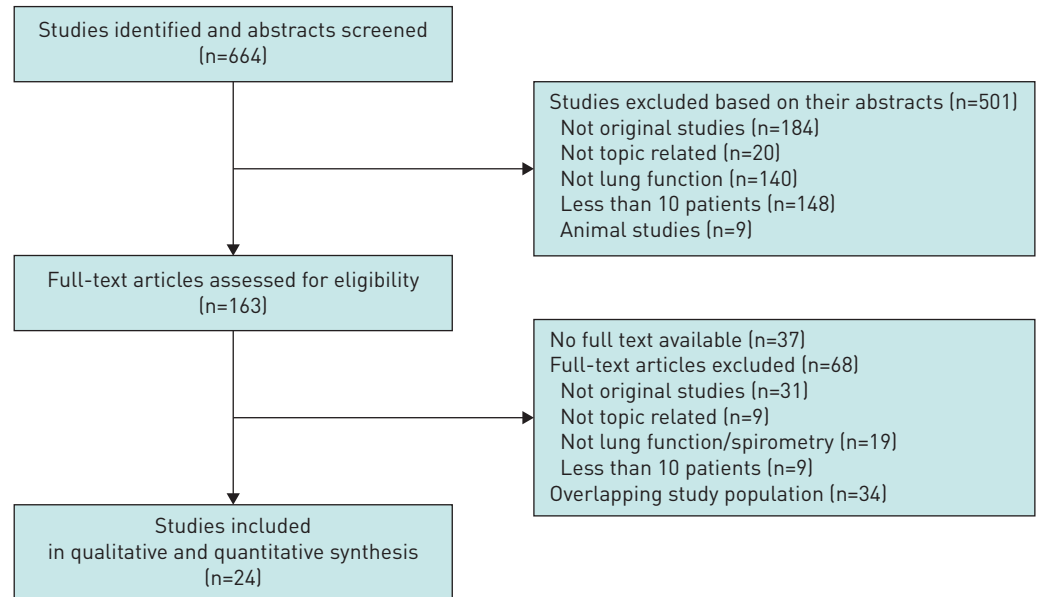 Studies identified and abstracts screened
(n=664)
Studies excluded based on their abstracts (n=501)
Not original studies (n=184)
Not topic related (n=20)
Not lung function (n=140)
Less than 10 patients (n=148)
Animal studies (n=9)
Full-text articles assessed for eligibility
(n=163)
No full text available (n=37)
Full-text articles excluded (n=68)
Not original studies (n=31)
Not topic related (n=9)
Not lung function/spirometry (n=19)
Less than 10 patients (n=9)
Overlapping study population (n=34)
Studies included
in qualitative and quantitative synthesis
(n=24)